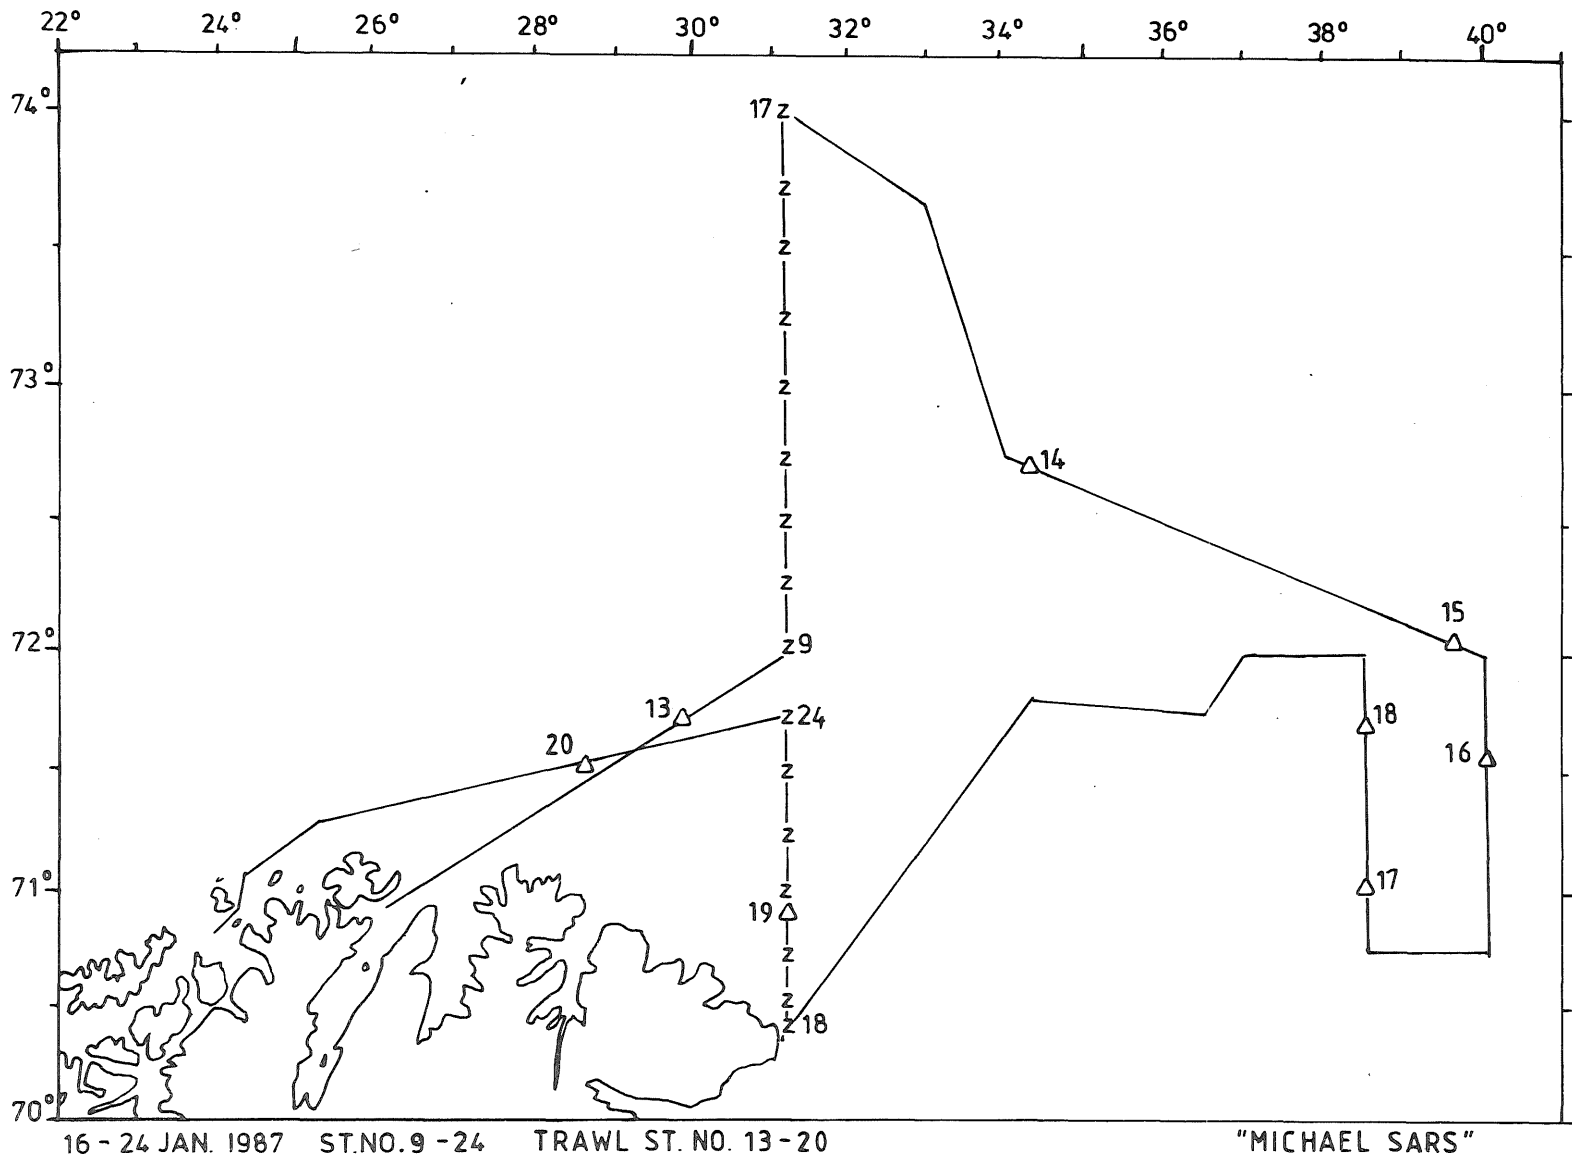 22° 24° 26° 28° 30° 32° 34° 36° 38° 40°
74°
17 z
z
z
z
73°
z
z
14
z
z
15
72°
z 9
13
z 24
18
20
16
z
z
71°
z
17
19
z
z
z 18
70°
16 - 24 JAN. 1987 ST.NO. 9 - 24 TRAWL ST. NO. 13 - 20 "MICHAEL SARS"